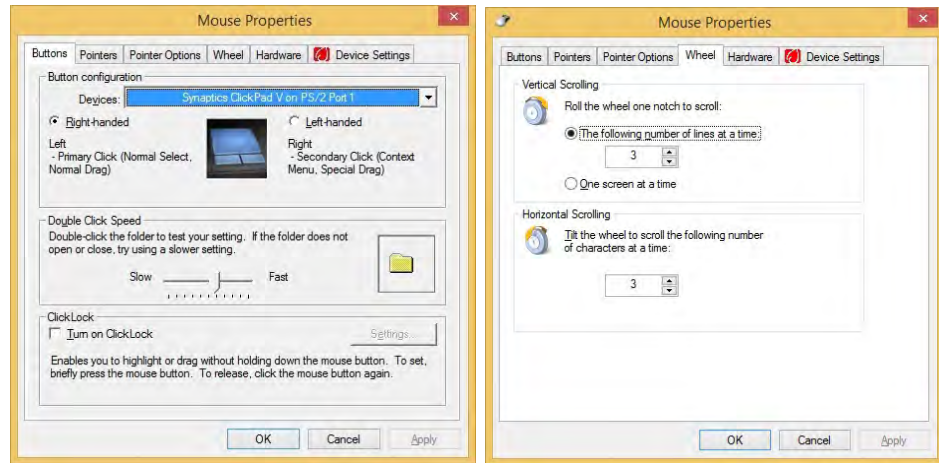 Mouse Properties
Buttons Pointers Pointer Options Wheel Hardware Device Settings
Button configuration
Devices: Synaptics ClickPad V on PS/2 Port 1
Right-handed
Left-handed
Left
- Primary Click (Normal Select,
Normal Drag)
Right
- Secondary Click (Context
Menu, Special Drag)
Double Click Speed
Double-click the folder to test your setting. If the folder does not
open or close, try using a slower
setting.
Slow Fast
ClickLock
Turn on ClickLock
Settings...
Enables you to highlight or drag without holding down the mouse button. To set,
briefly press the mouse button. To release, click the mouse button again.
OK Cancel Apply
Mouse Properties
Buttons Pointers Pointer Options Wheel Hardware Device Settings
Vertical Scrolling
Roll the wheel one notch to scroll:
The following number of lines at a time:
3
One screen at a time
Horizontal Scrolling
Tilt the wheel to scroll the following number
of characters at a time:
3
OK Cancel Apply